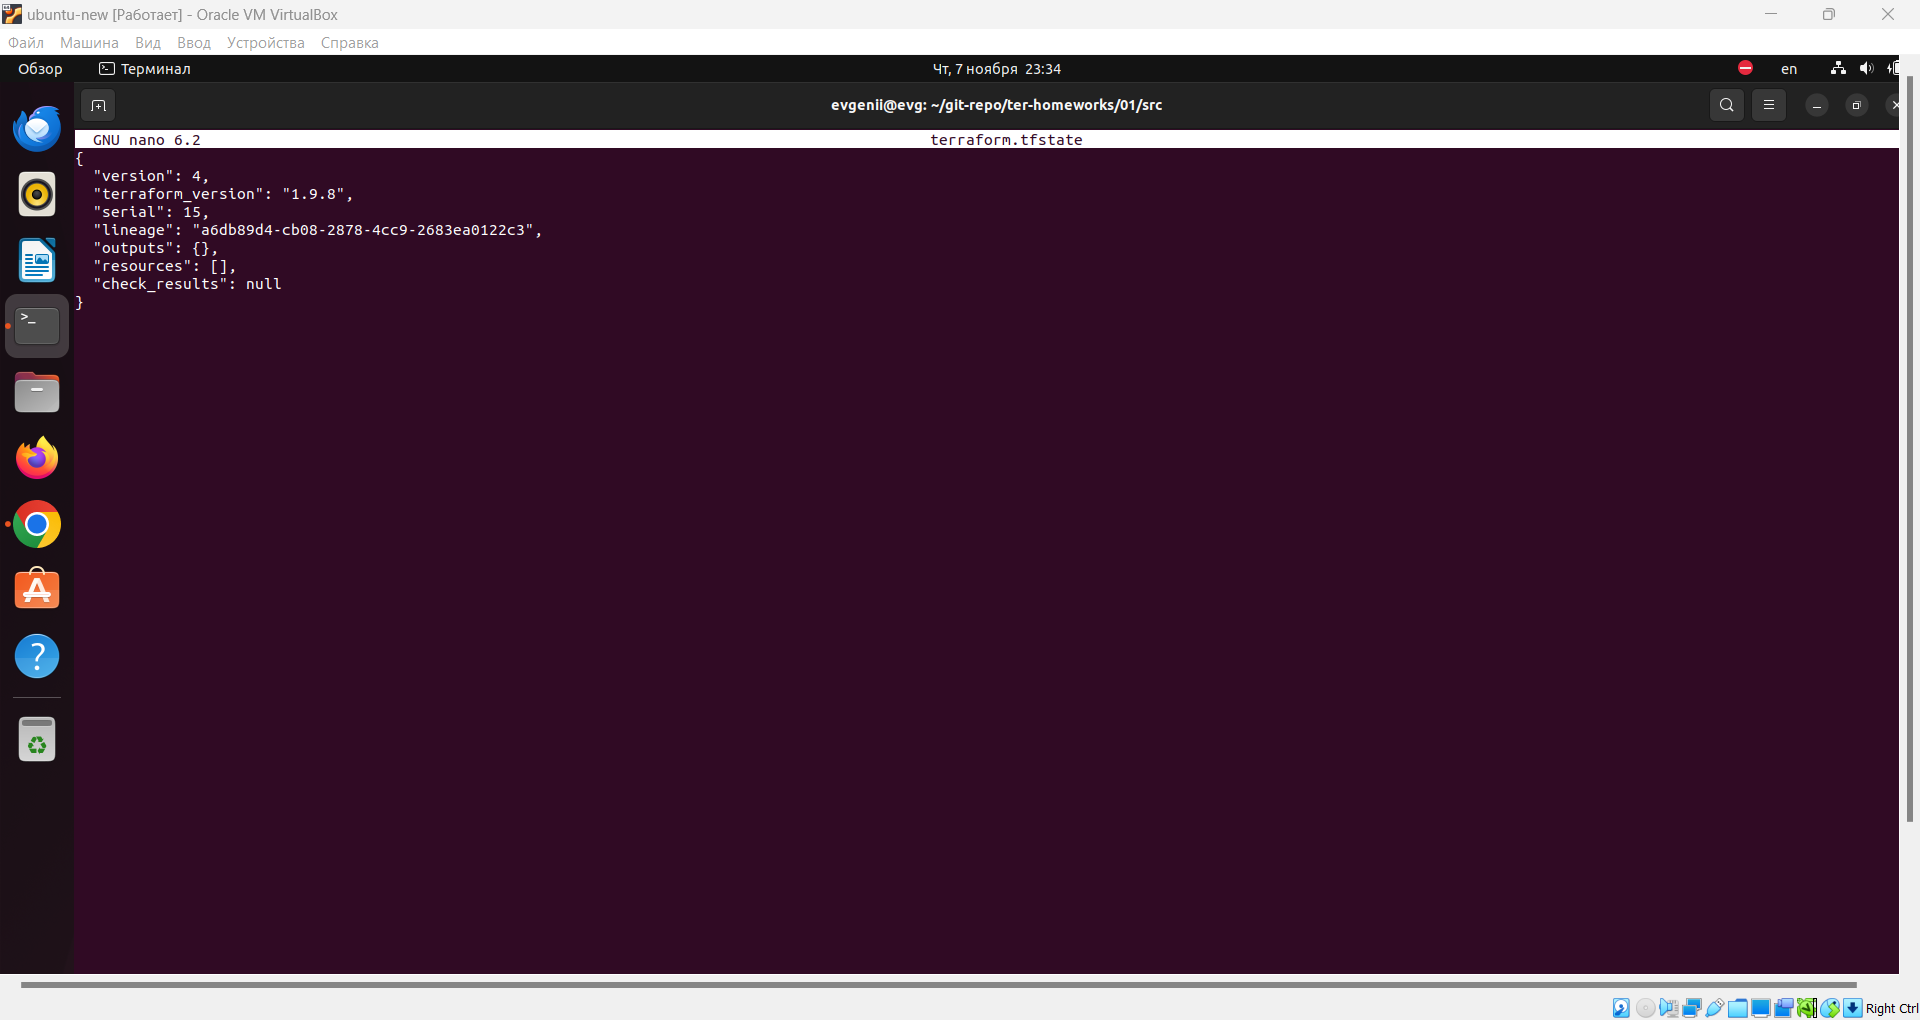 ubuntu-new [Работает] - Oracle VM VirtualBox
Файл Машина Вид Ввод Устройства Справка
Обзор Терминал Чт, 7 ноября 23:34 en
evgenii@evg: ~/git-repo/ter-homeworks/01/src
GNU nano 6.2 terraform.tfstate
{
"version": 4,
"terraform_version": "1.9.8",
"serial": 15,
"lineage": "a6db89d4-cb08-2878-4cc9-2683ea0122c3",
"outputs": {},
"resources": [],
"check_results": null
}
Right Ctrl